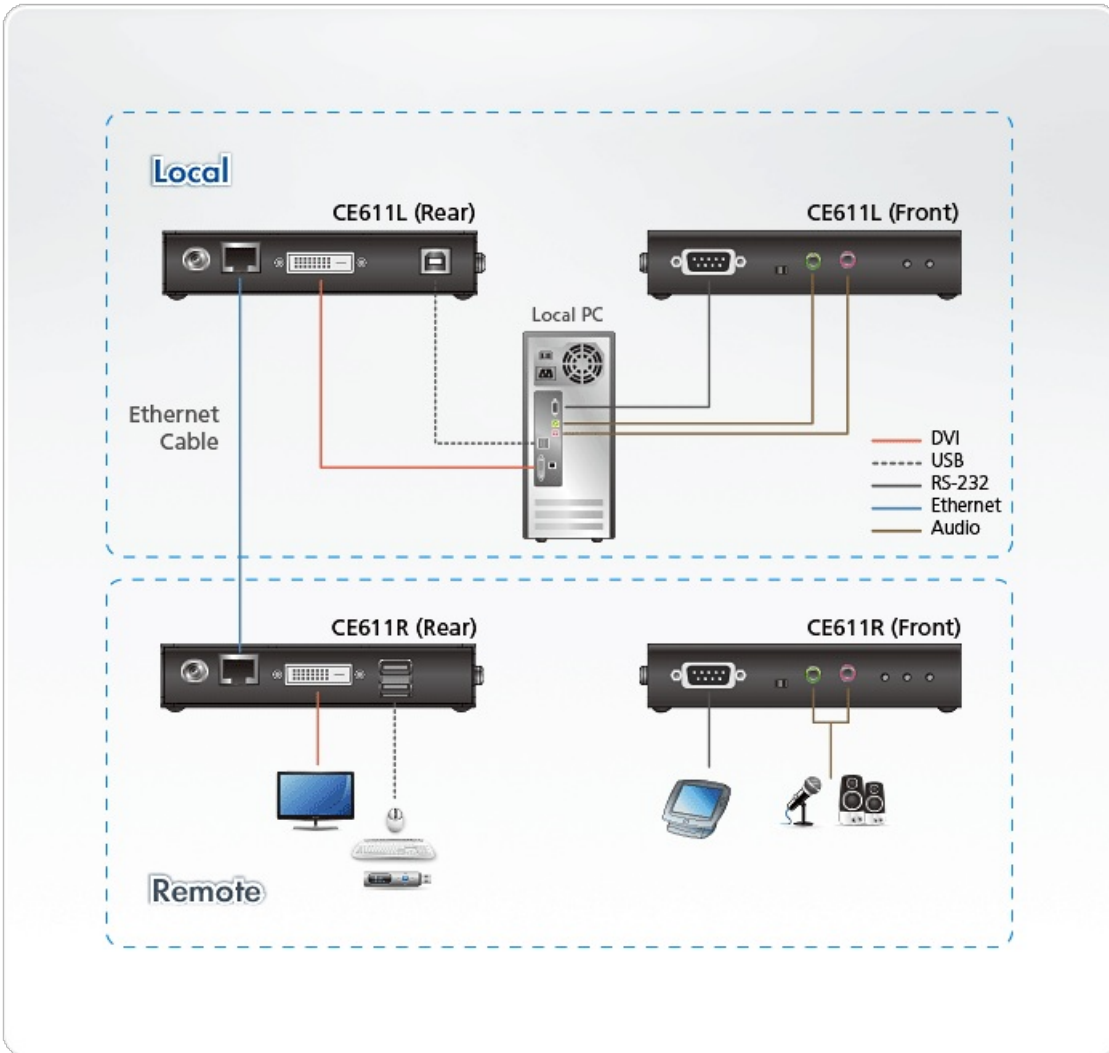 Local
CE611L (Rear)
CE611L (Front)
Local PC
Ethernet
Cable
DVI
USB
RS-232
Ethernet
Audio
CE611R (Rear)
CE611R (Front)
Remote